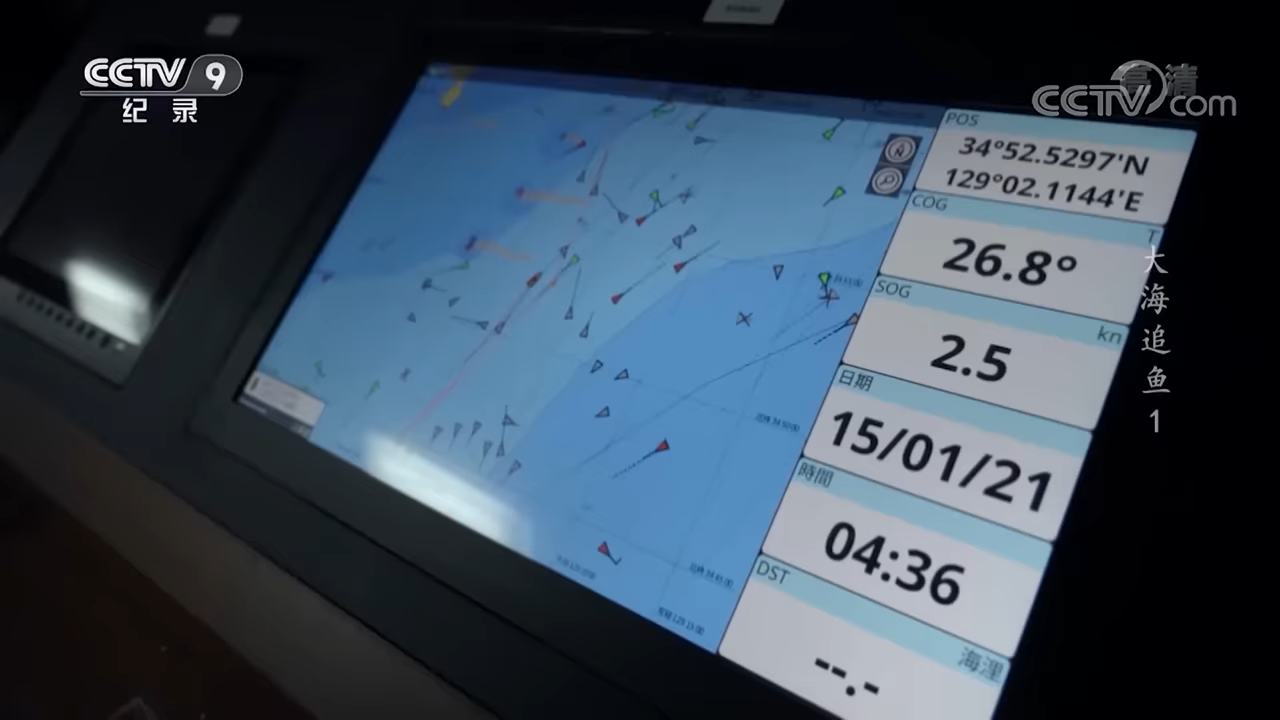 CCTV 9
纪录
高清
CCTV.com
POS
34°52.5297'N
129°02.1144'E
COG
T
26.8°
SOG
kn
2.5
日期
15/01/21
時間
04:36
DST
海浬
--.-
大海追鱼 1